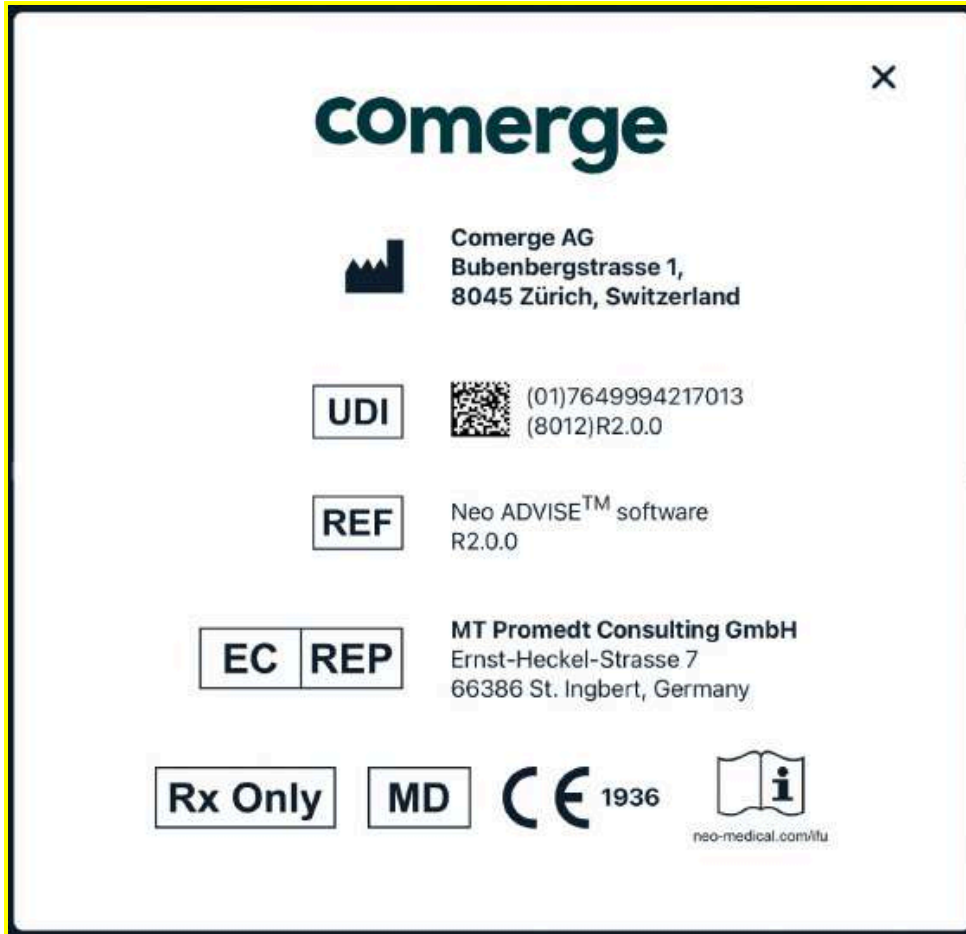 comerge
Comerge AG
Bubenbergstrasse 1,
8045 Zürich, Switzerland
UDI
(01)7649994217013
(8012)R2.0.0
REF
Neo ADVISE™ software
R2.0.0
EC REP
MT Promedt Consulting GmbH
Ernst-Heckel-Strasse 7
66386 St. Ingbert, Germany
Rx Only MD CE 1936 i
neo-medical.com/ifu